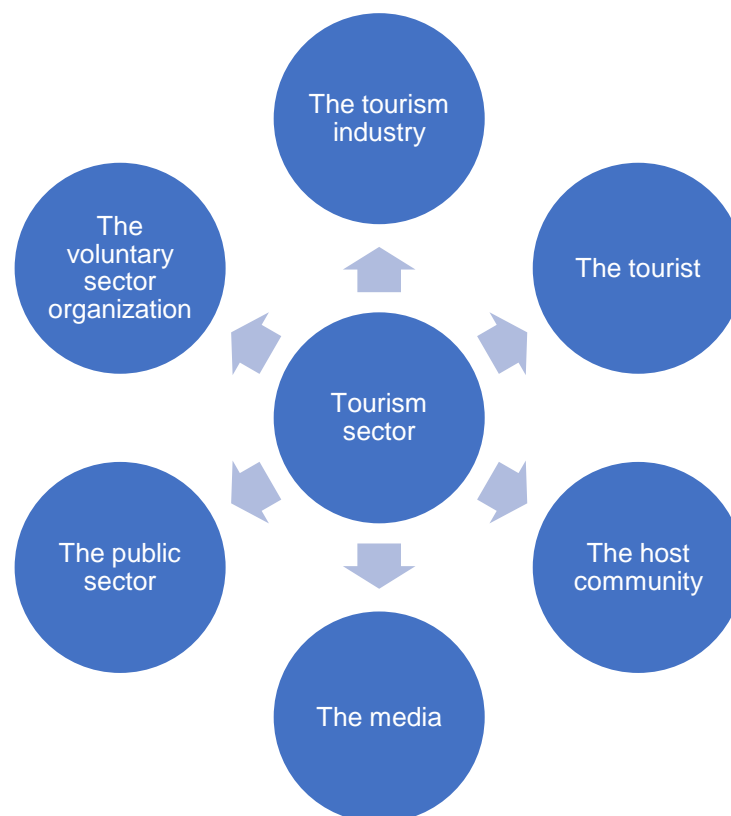 The tourism
industry
The tourist
The host
community
The media
The public
sector
The
voluntary
sector
organization
Tourism
sector